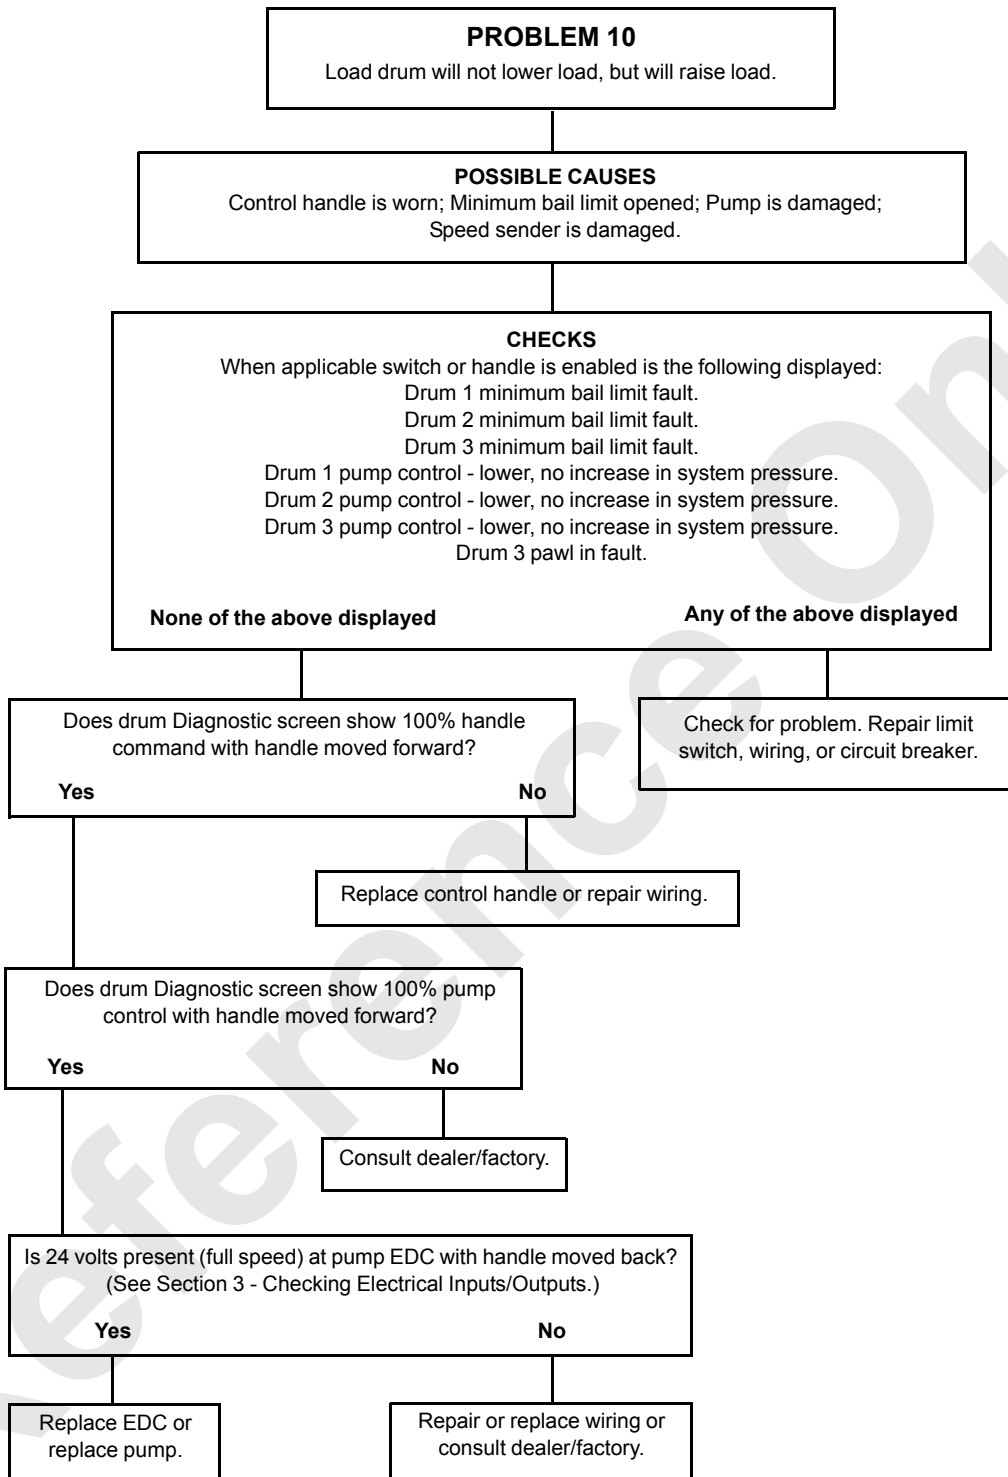 PROBLEM 10
Load drum will not lower load, but will raise load.
POSSIBLE CAUSES
Control handle is worn; Minimum bail limit opened; Pump is damaged;
Speed sender is damaged.
CHECKS
When applicable switch or handle is enabled is the following displayed:
Drum 1 minimum bail limit fault.
Drum 2 minimum bail limit fault.
Drum 3 minimum bail limit fault.
Drum 1 pump control - lower, no increase in system pressure.
Drum 2 pump control - lower, no increase in system pressure.
Drum 3 pump control - lower, no increase in system pressure.
Drum 3 pawl in fault.
None of the above displayed
Any of the above displayed
Does drum Diagnostic screen show 100% handle
command with handle moved forward?
Yes
No
Check for problem. Repair limit
switch, wiring, or circuit breaker.
Replace control handle or repair wiring.
Does drum Diagnostic screen show 100% pump
control with handle moved forward?
Yes
No
Consult dealer/factory.
Is 24 volts present (full speed) at pump EDC with handle moved back?
(See Section 3 - Checking Electrical Inputs/Outputs.)
Yes
No
Replace EDC or
replace pump.
Repair or replace wiring or
consult dealer/factory.